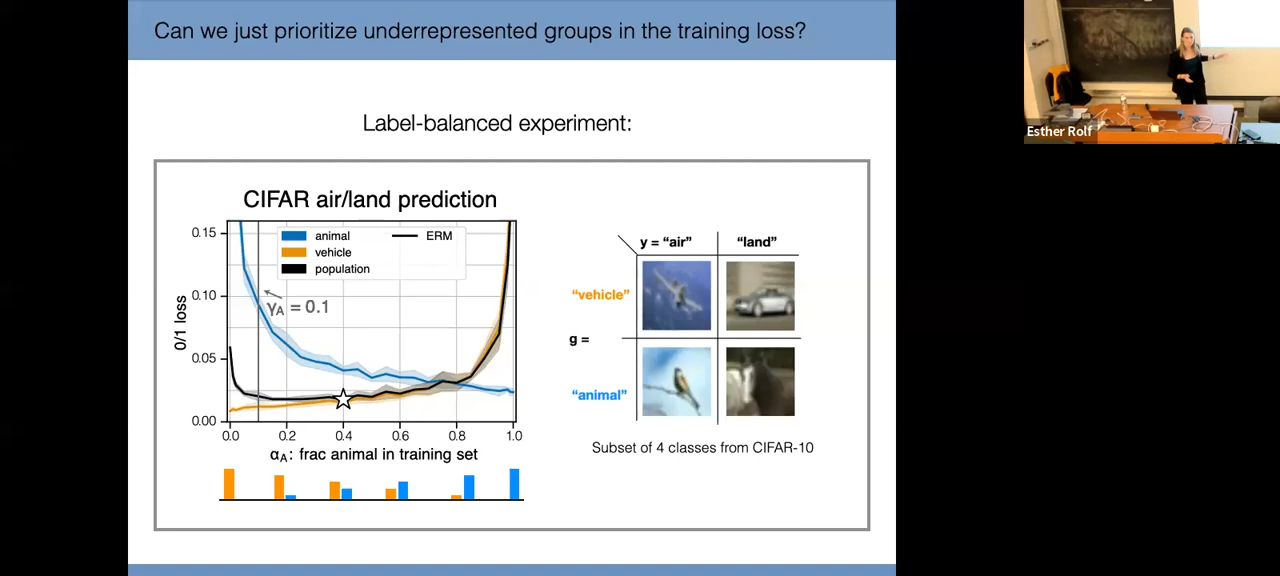 Can we just prioritize underrepresented groups in the training loss?
Esther Rolf
Label-balanced experiment:
CIFAR air/land prediction
animal
ERM
vehicle
population
γA = 0.1
0/1 loss
0.15
0.10
0.05
0.00
0.0 0.2 0.4 0.6 0.8 1.0
αA: frac animal in training set
y = “air” “land”
“vehicle”
g =
“animal”
Subset of 4 classes from CIFAR-10